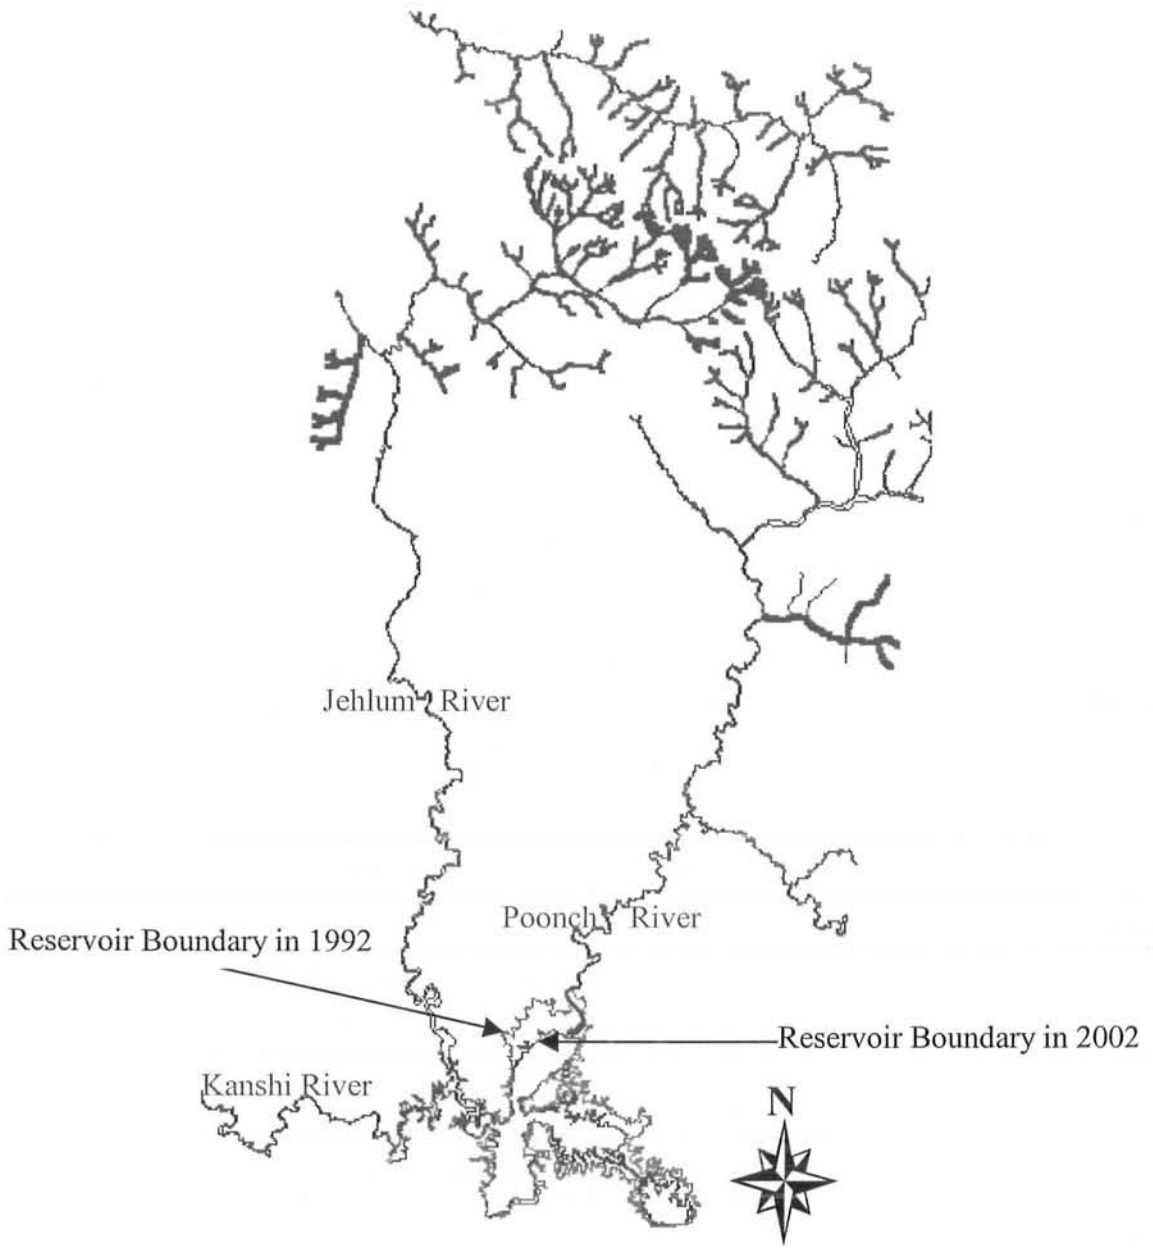 Jehlum River
Poonch River
Reservoir Boundary in 1992
Reservoir Boundary in 2002
Kanshi River
N